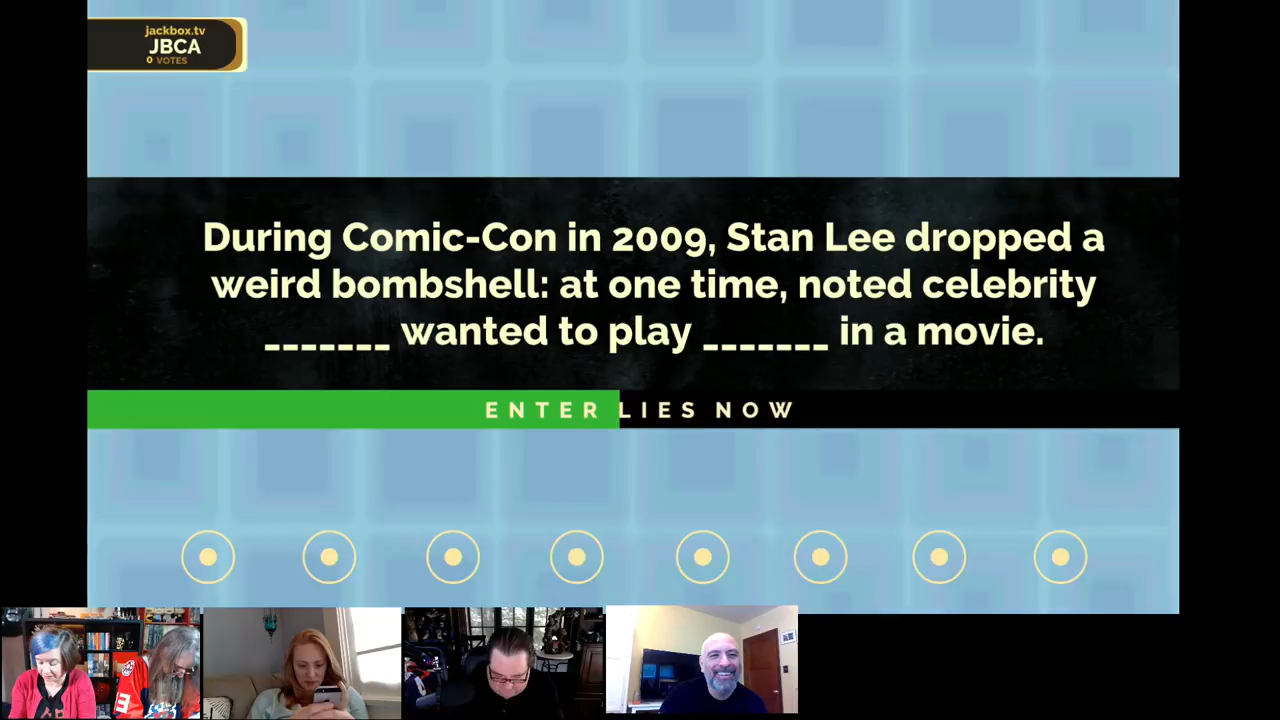 jackbox.tv
JBCA
0 VOTES
During Comic-Con in 2009, Stan Lee dropped a
weird bombshell: at one time, noted celebrity
_______ wanted to play _______ in a movie.
ENTER LIES NOW